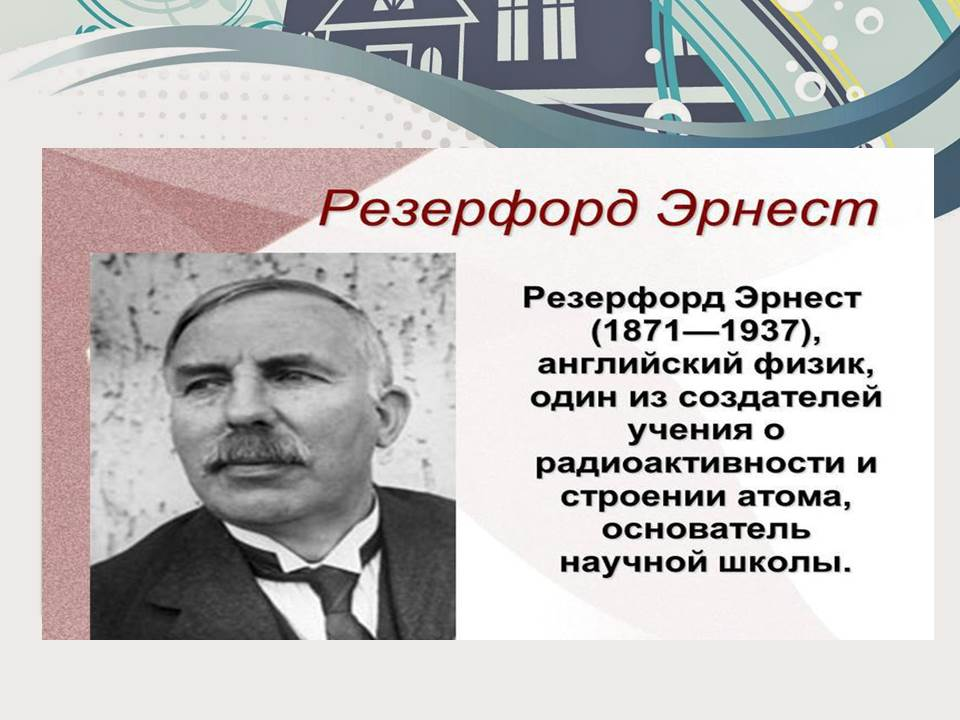 Резерфорд Эрнест
Резерфорд Эрнест
(1871—1937),
английский физик,
один из создателей
учения о
радиоактивности и
строении атома,
основатель
научной школы.